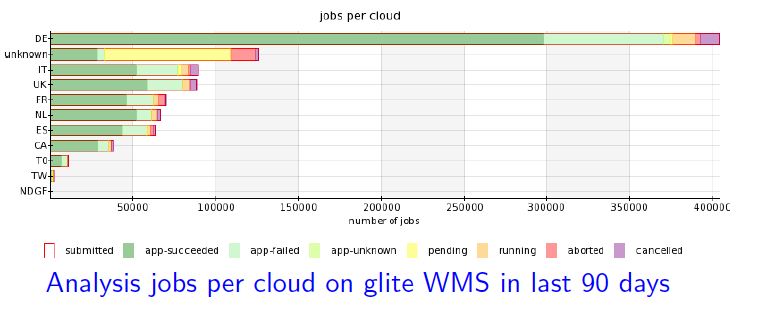 jobs per cloud
DE
unknown
IT
UK
FR
NL
ES
CA
T0
TW
NDGF
50000 100000 150000 200000 250000 300000 350000 400000
number of jobs
submitted app-succeeded app-failed app-unknown pending running aborted cancelled
Analysis jobs per cloud on glite WMS in last 90 days